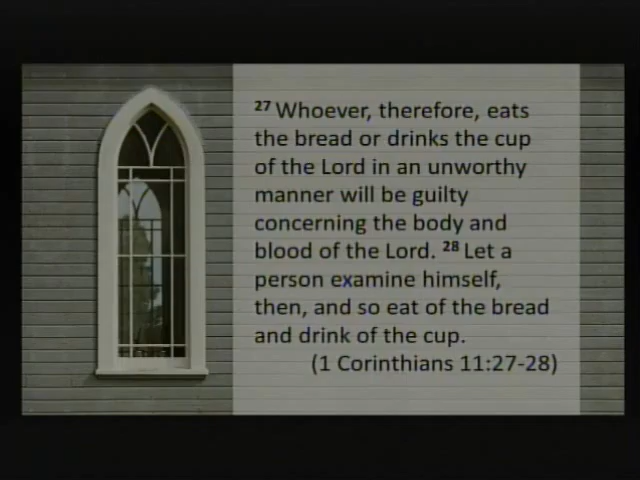 27 Whoever, therefore, eats
the bread or drinks the cup
of the Lord in an unworthy
manner will be guilty
concerning the body and
blood of the Lord. 28 Let a
person examine himself,
then, and so eat of the bread
and drink of the cup.
(1 Corinthians 11:27-28)